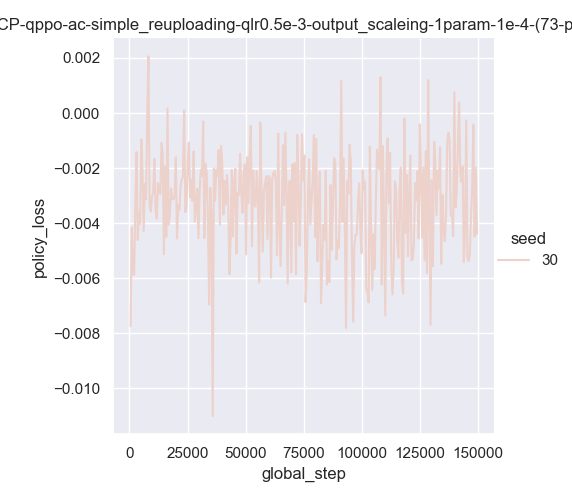 CP-qppo-ac-simple_reuploading-qlr0.5e-3-output_scaleing-1param-1e-4-(73-p
0.002
0.000
−0.002
−0.004
−0.006
−0.008
−0.010
policy_loss
0 25000 50000 75000 100000 125000 150000
global_step
seed
30